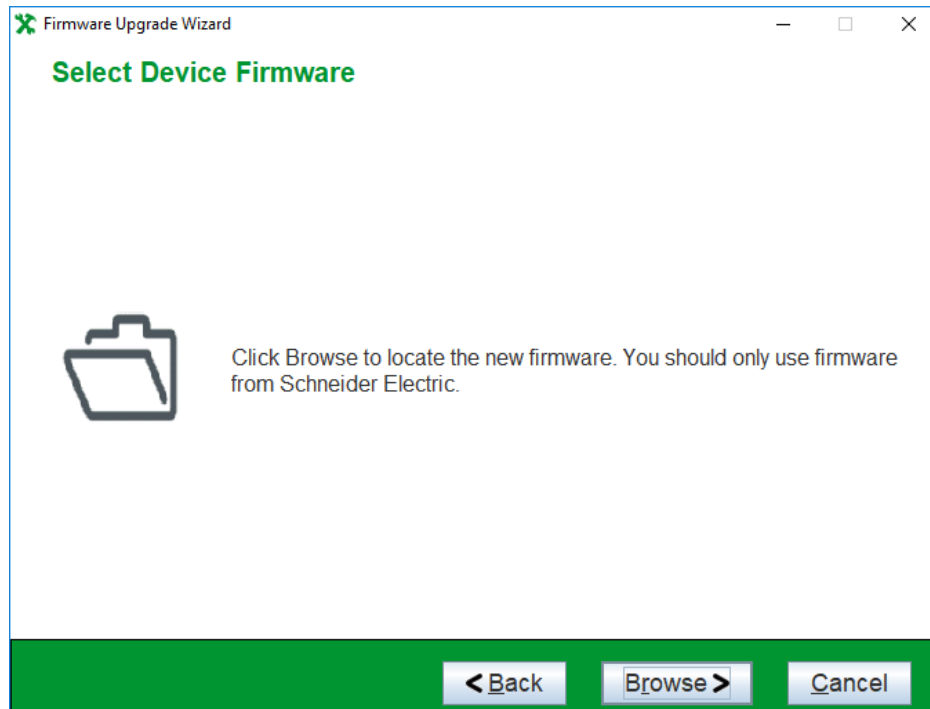 Firmware Upgrade Wizard
Select Device Firmware
Click Browse to locate the new firmware. You should only use firmware
from Schneider Electric.
< Back
Browse >
Cancel